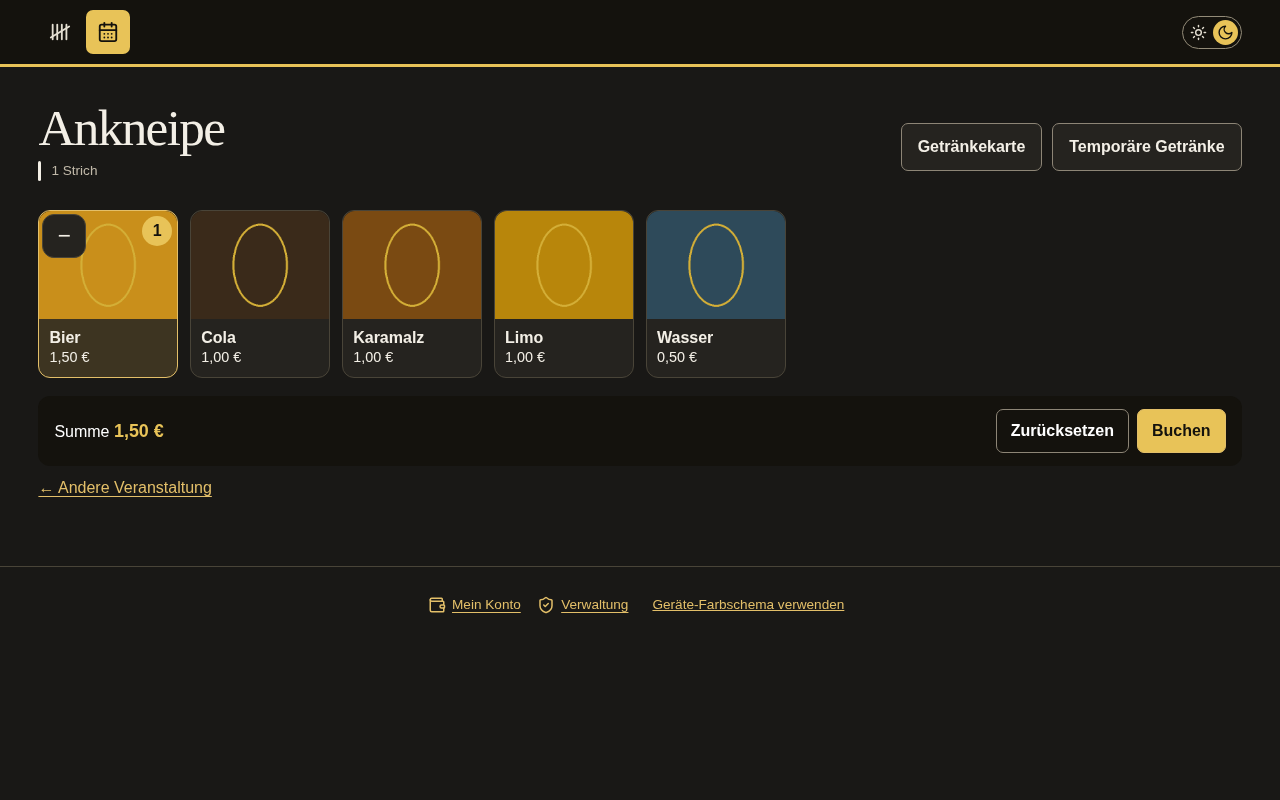 Ankneipe
1 Strich
Getränkekarte
Temporäre Getränke
−
1
Bier
1,50 €
Cola
1,00 €
Karamalz
1,00 €
Limo
1,00 €
Wasser
0,50 €
Summe 1,50 €
Zurücksetzen
Buchen
← Andere Veranstaltung
Mein Konto
Verwaltung
Geräte-Farbschema verwenden